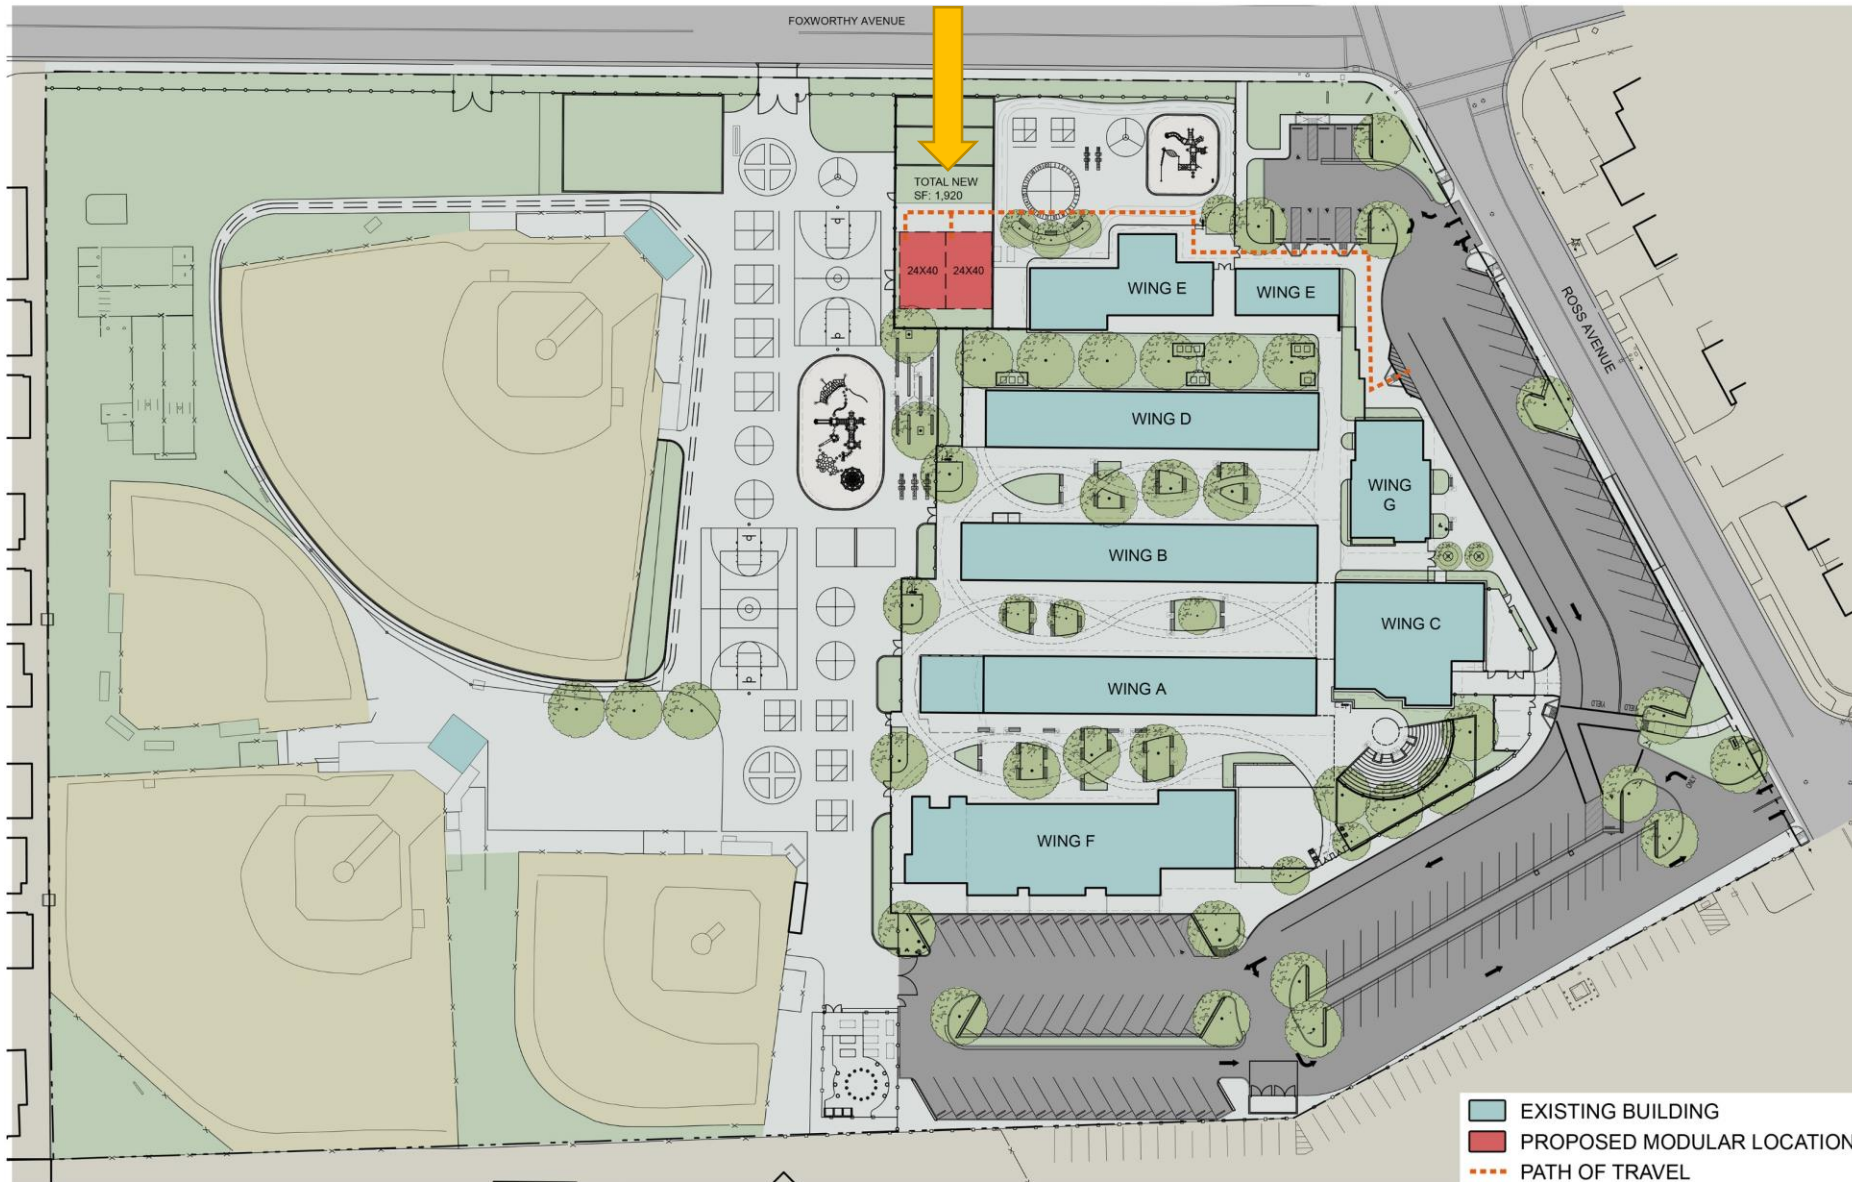 FOXWORTHY AVENUE
TOTAL NEW
SF: 1,920
24X40
24X40
WING E
WING E
ROSS AVENUE
WING D
WING
G
WING B
WING C
WING A
WING F
ONLY
EXISTING BUILDING
PROPOSED MODULAR LOCATION
PATH OF TRAVEL